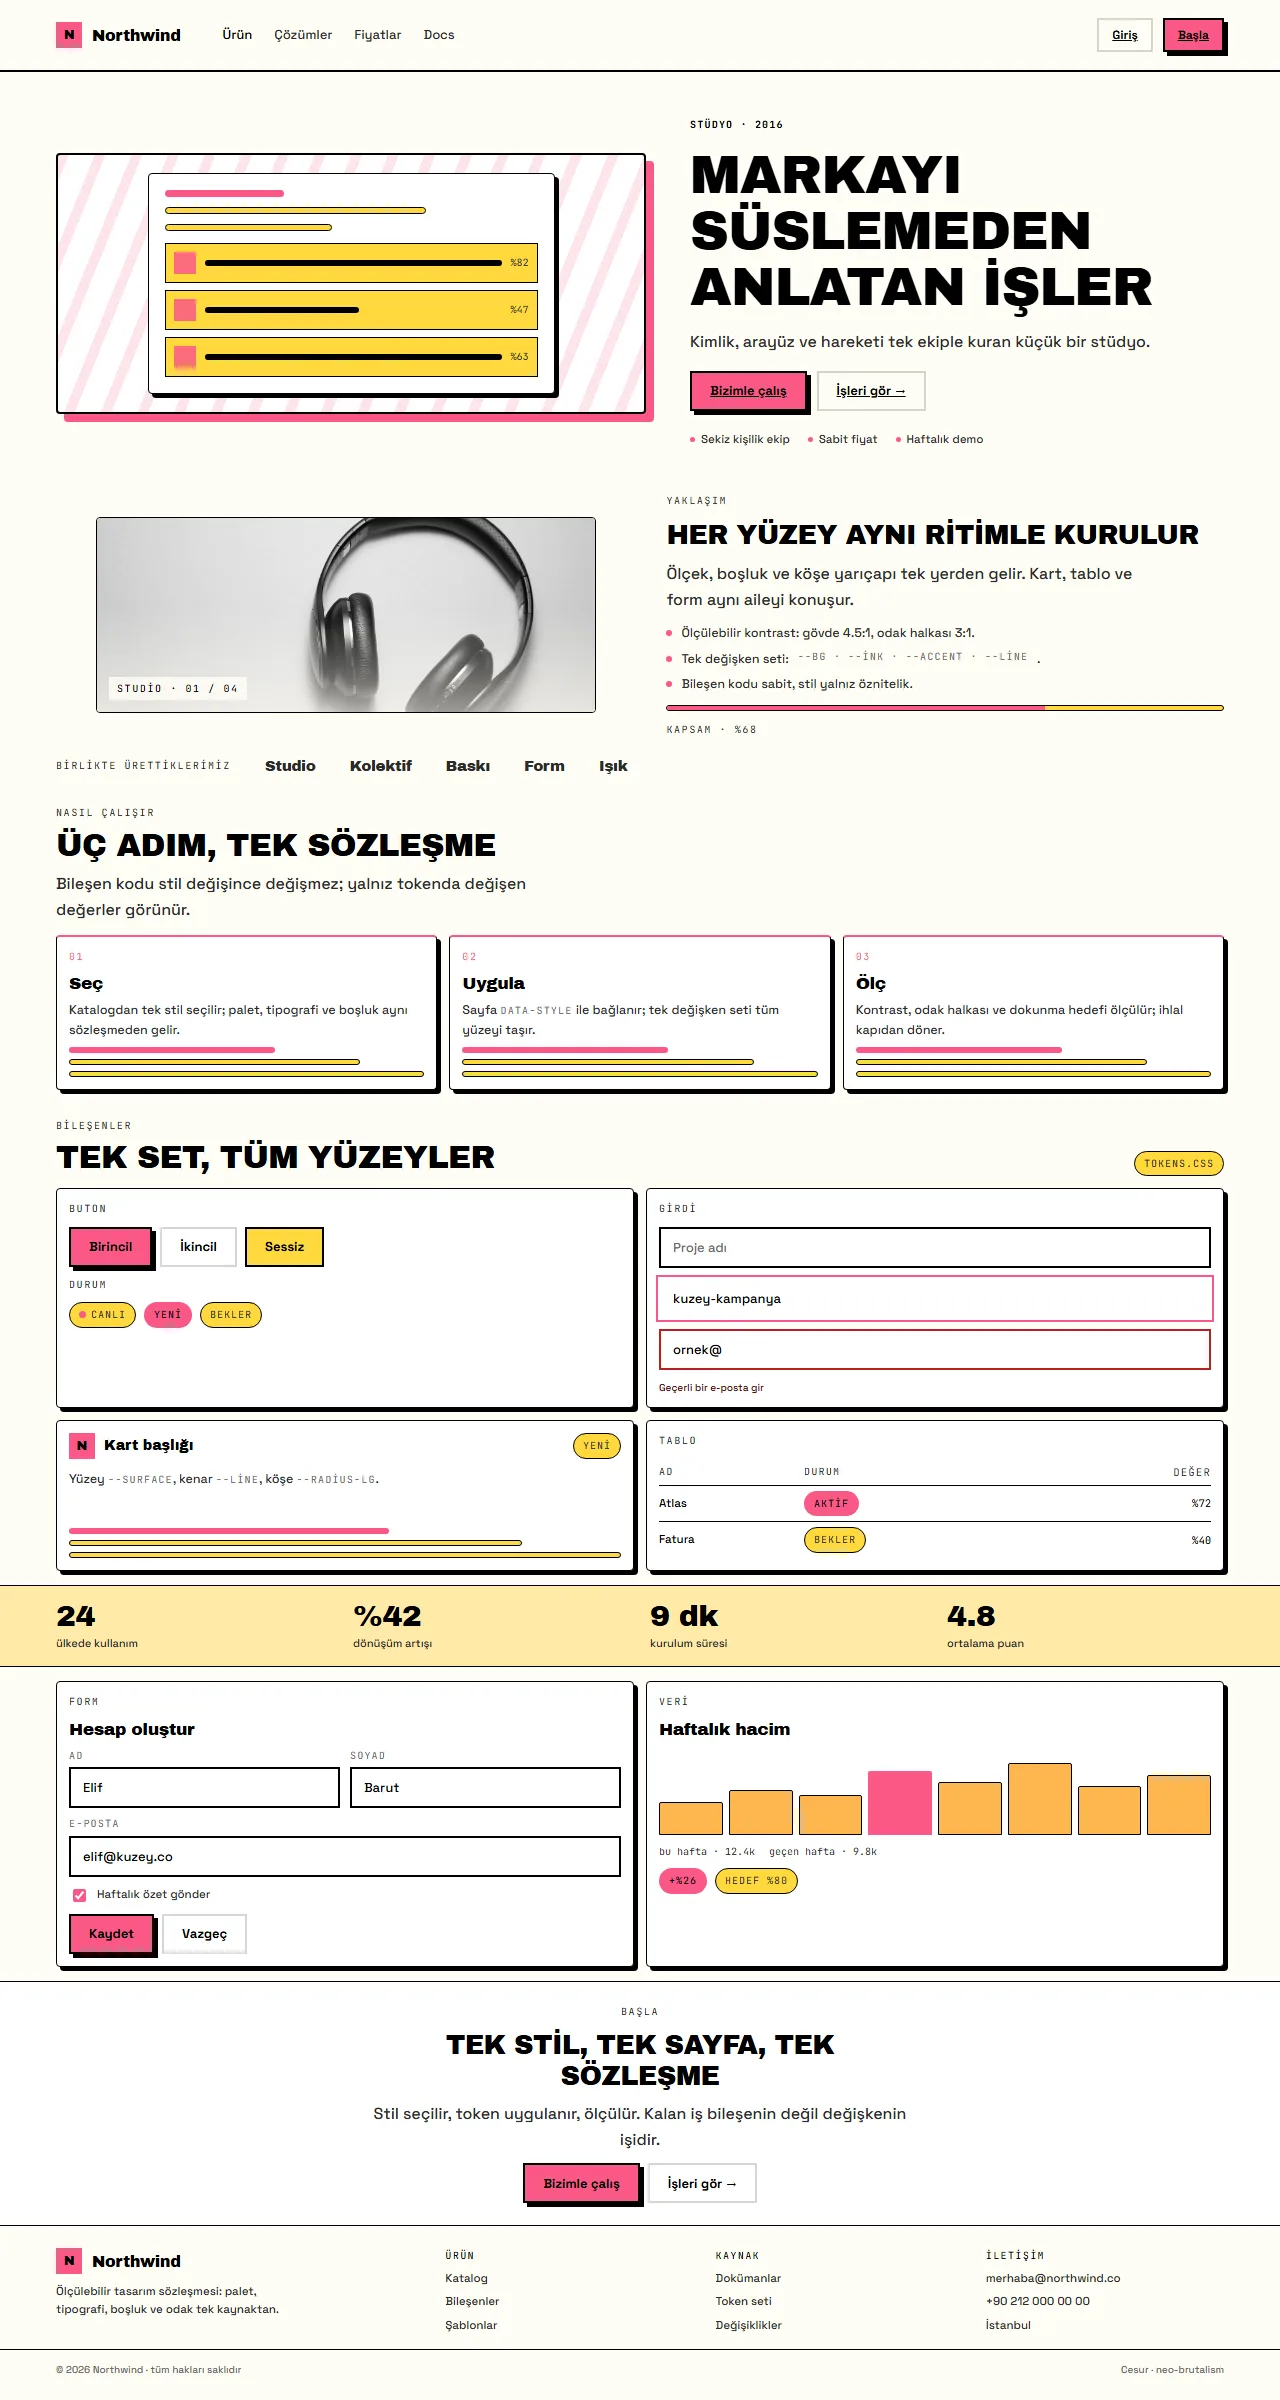 N Northwind Ürün Çözümler Fiyatlar Docs Giriş Başla
STÜDYO · 2016
MARKAYI
SÜSLEMEDEN
ANLATAN İŞLER
Kimlik, arayüz ve hareketi tek ekiple kuran küçük bir stüdyo.
Bizimle çalış İşleri gör →
Sekiz kişilik ekip Sabit fiyat Haftalık demo
%82
%47
%63
STUDİO · 01 / 04
YAKLAŞIM
HER YÜZEY AYNI RİTİMLE KURULUR
Ölçek, boşluk ve köşe yarıçapı tek yerden gelir. Kart, tablo ve
form aynı aileyi konuşur.
Ölçülebilir kontrast: gövde 4.5:1, odak halkası 3:1.
Tek değişken seti: --BG · --İNK · --ACCENT · --LİNE .
Bileşen kodu sabit, stil yalnız öznitelik.
KAPSAM · %68
BİRLİKTE ÜRETTİKLERİMİZ Studio Kolektif Baskı Form Işık
NASIL ÇALIŞIR
ÜÇ ADIM, TEK SÖZLEŞME
Bileşen kodu stil değişince değişmez; yalnız tokenda değişen
değerler görünür.
01
Seç
Katalogdan tek stil seçilir; palet, tipografi ve boşluk aynı
sözleşmeden gelir.
02
Uygula
Sayfa DATA-STYLE ile bağlanır; tek değişken seti tüm
yüzeyi taşır.
03
Ölç
Kontrast, odak halkası ve dokunma hedefi ölçülür; ihlal
kapıdan döner.
BİLEŞENLER
TEK SET, TÜM YÜZEYLER
TOKENS.CSS
BUTON
Birincil İkincil Sessiz
DURUM
CANLI YENİ BEKLER
GİRDİ
Proje adı
kuzey-kampanya
ornek@
Geçerli bir e-posta gir
N Kart başlığı YENİ
Yüzey --SURFACE, kenar --LİNE, köşe --RADİUS-LG.
TABLO
AD DURUM DEĞER
Atlas AKTİF %72
Fatura BEKLER %40
24 %42 9 dk 4.8
ülkede kullanım dönüşüm artışı kurulum süresi ortalama puan
FORM
Hesap oluştur
AD SOYAD
Elif Barut
E-POSTA
elif@kuzey.co
Haftalık özet gönder
Kaydet Vazgeç
VERİ
Haftalık hacim
bu hafta · 12.4k geçen hafta · 9.8k
+%26 HEDEF %80
BAŞLA
TEK STİL, TEK SAYFA, TEK
SÖZLEŞME
Stil seçilir, token uygulanır, ölçülür. Kalan iş bileşenin değil değişkenin
işidir.
Bizimle çalış İşleri gör →
N Northwind
Ölçülebilir tasarım sözleşmesi: palet,
tipografi, boşluk ve odak tek kaynaktan.
ÜRÜN
Katalog
Bileşenler
Şablonlar
KAYNAK
Dokümanlar
Token seti
Değişiklikler
İLETİŞİM
merhaba@northwind.co
+90 212 000 00 00
İstanbul
© 2026 Northwind · tüm hakları saklıdır
Cesur · neo-brutalism